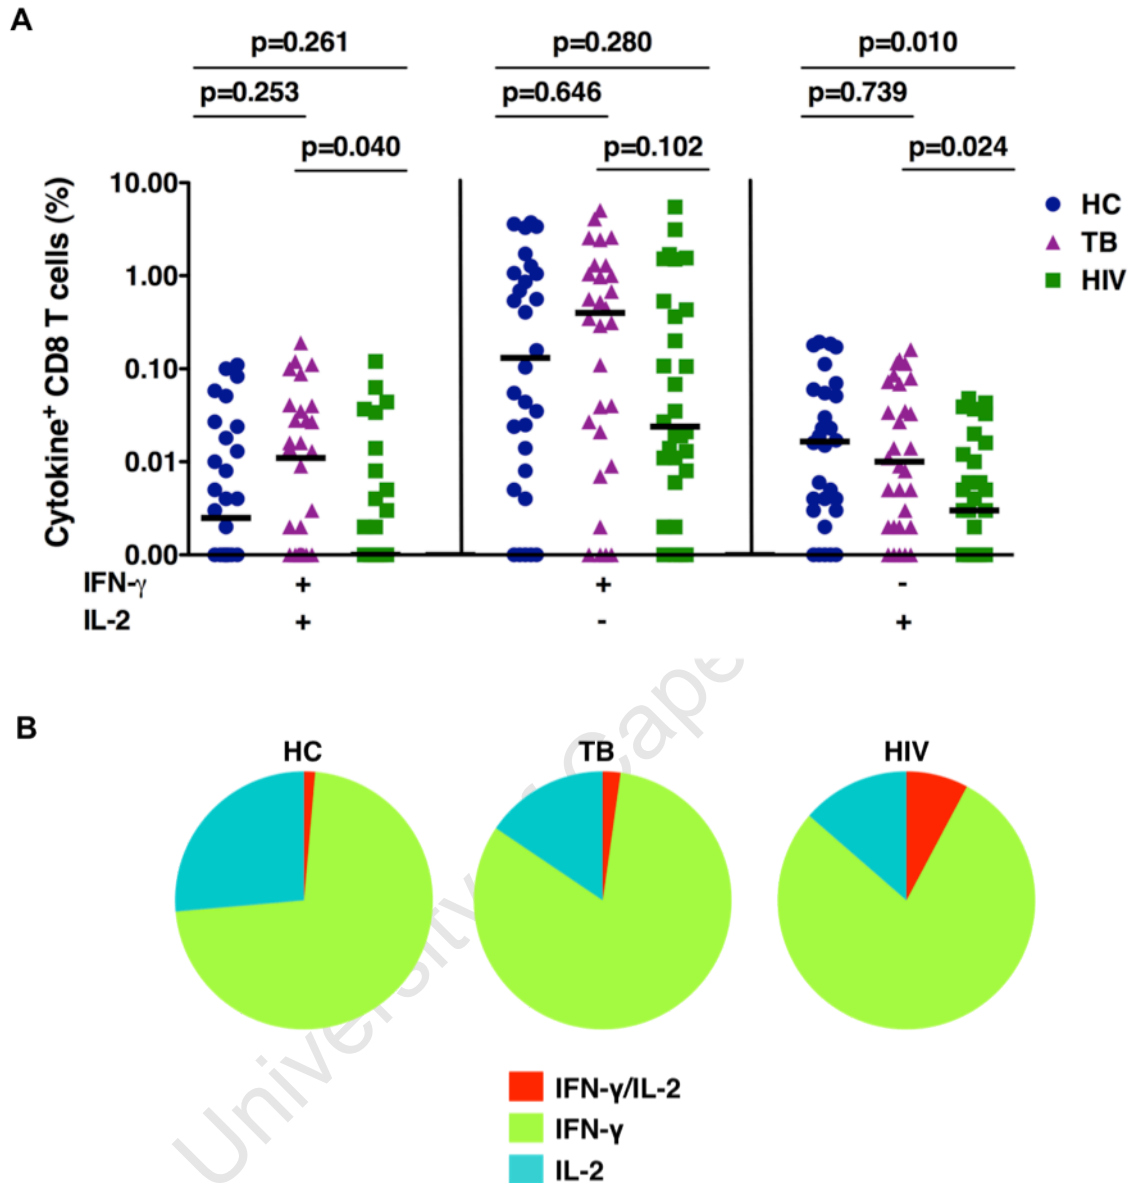 A
p=0.261 p=0.280 p=0.010
p=0.253 p=0.646 p=0.739
p=0.040 p=0.102 p=0.024
Cytokine⁺ CD8 T cells (%)
10.00
1.00
0.10
0.01
0.00
HC
TB
HIV
IFN-γ + + -
IL-2 + - +
B
HC TB HIV
University Cape
IFN-γ/IL-2
IFN-γ
IL-2